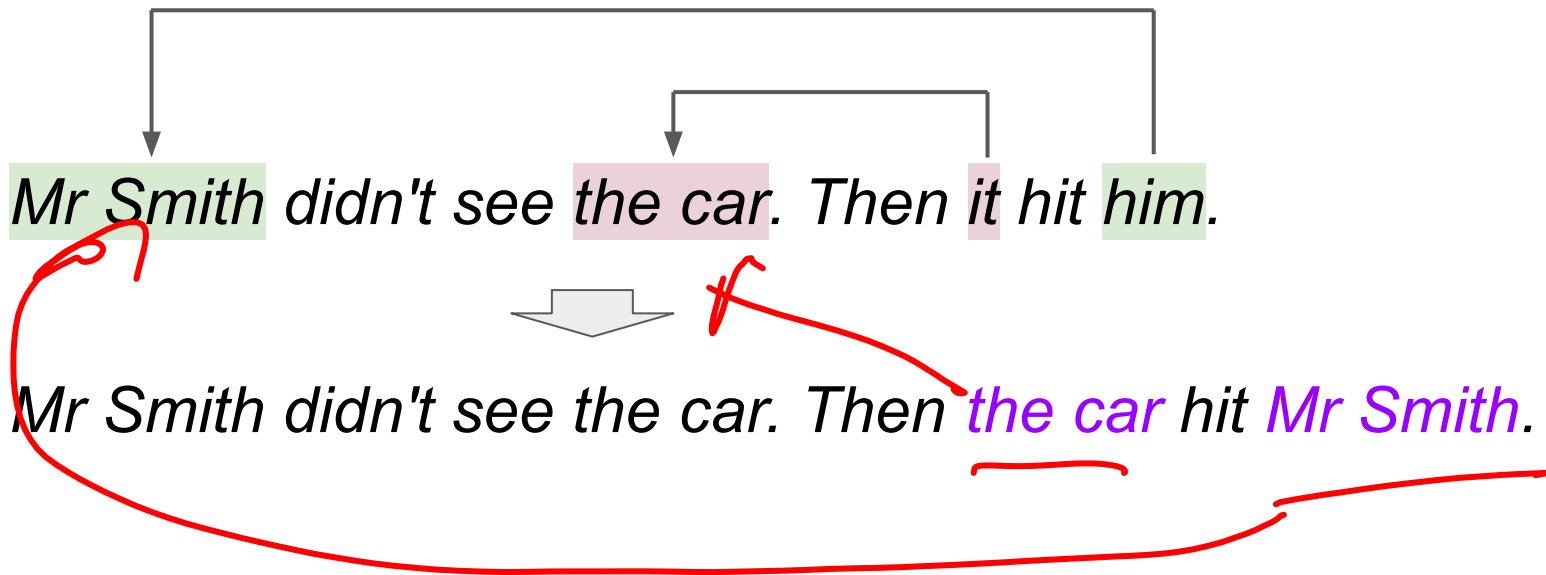 Mr Smith didn't see the car. Then it hit him.
Mr Smith didn't see the car. Then the car hit Mr Smith.